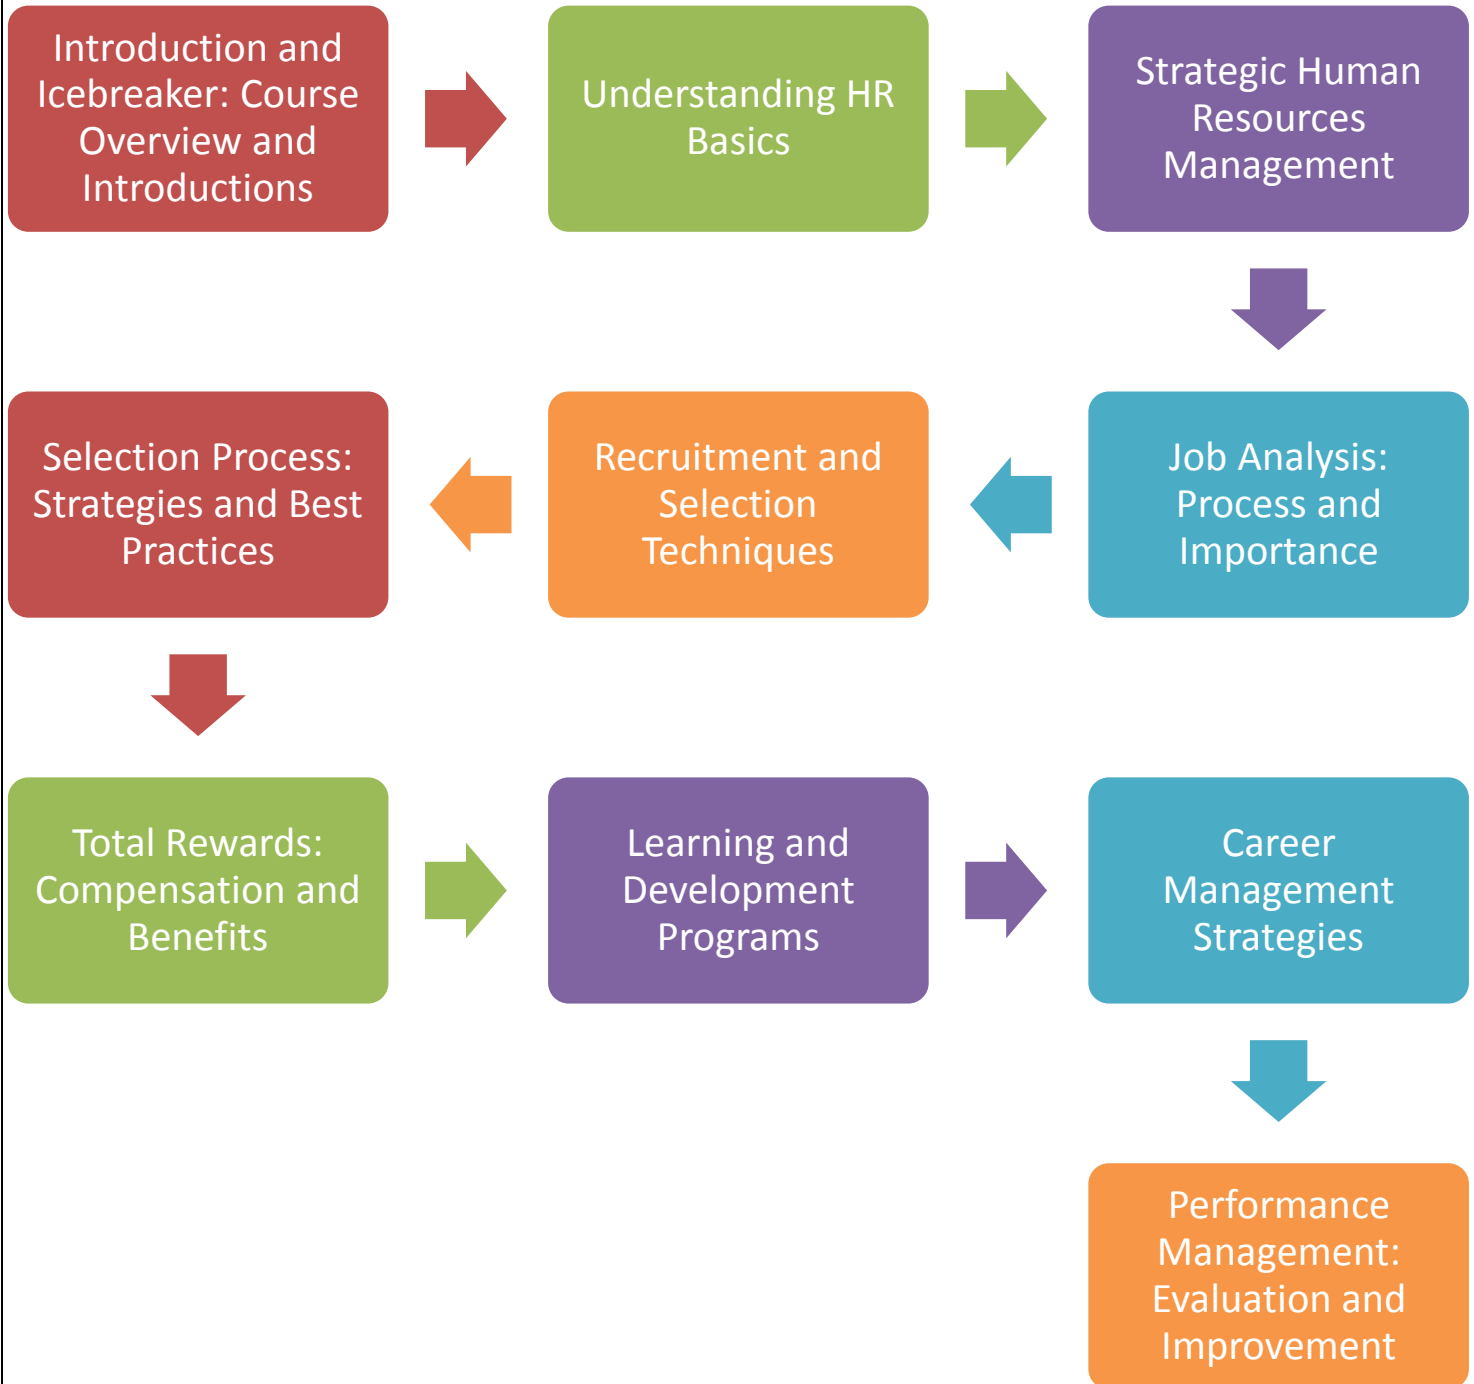 Introduction and
Icebreaker: Course
Overview and
Introductions
Understanding HR
Basics
Strategic Human
Resources
Management
Job Analysis:
Process and
Importance
Recruitment and
Selection
Techniques
Selection Process:
Strategies and Best
Practices
Total Rewards:
Compensation and
Benefits
Learning and
Development
Programs
Career
Management
Strategies
Performance
Management:
Evaluation and
Improvement